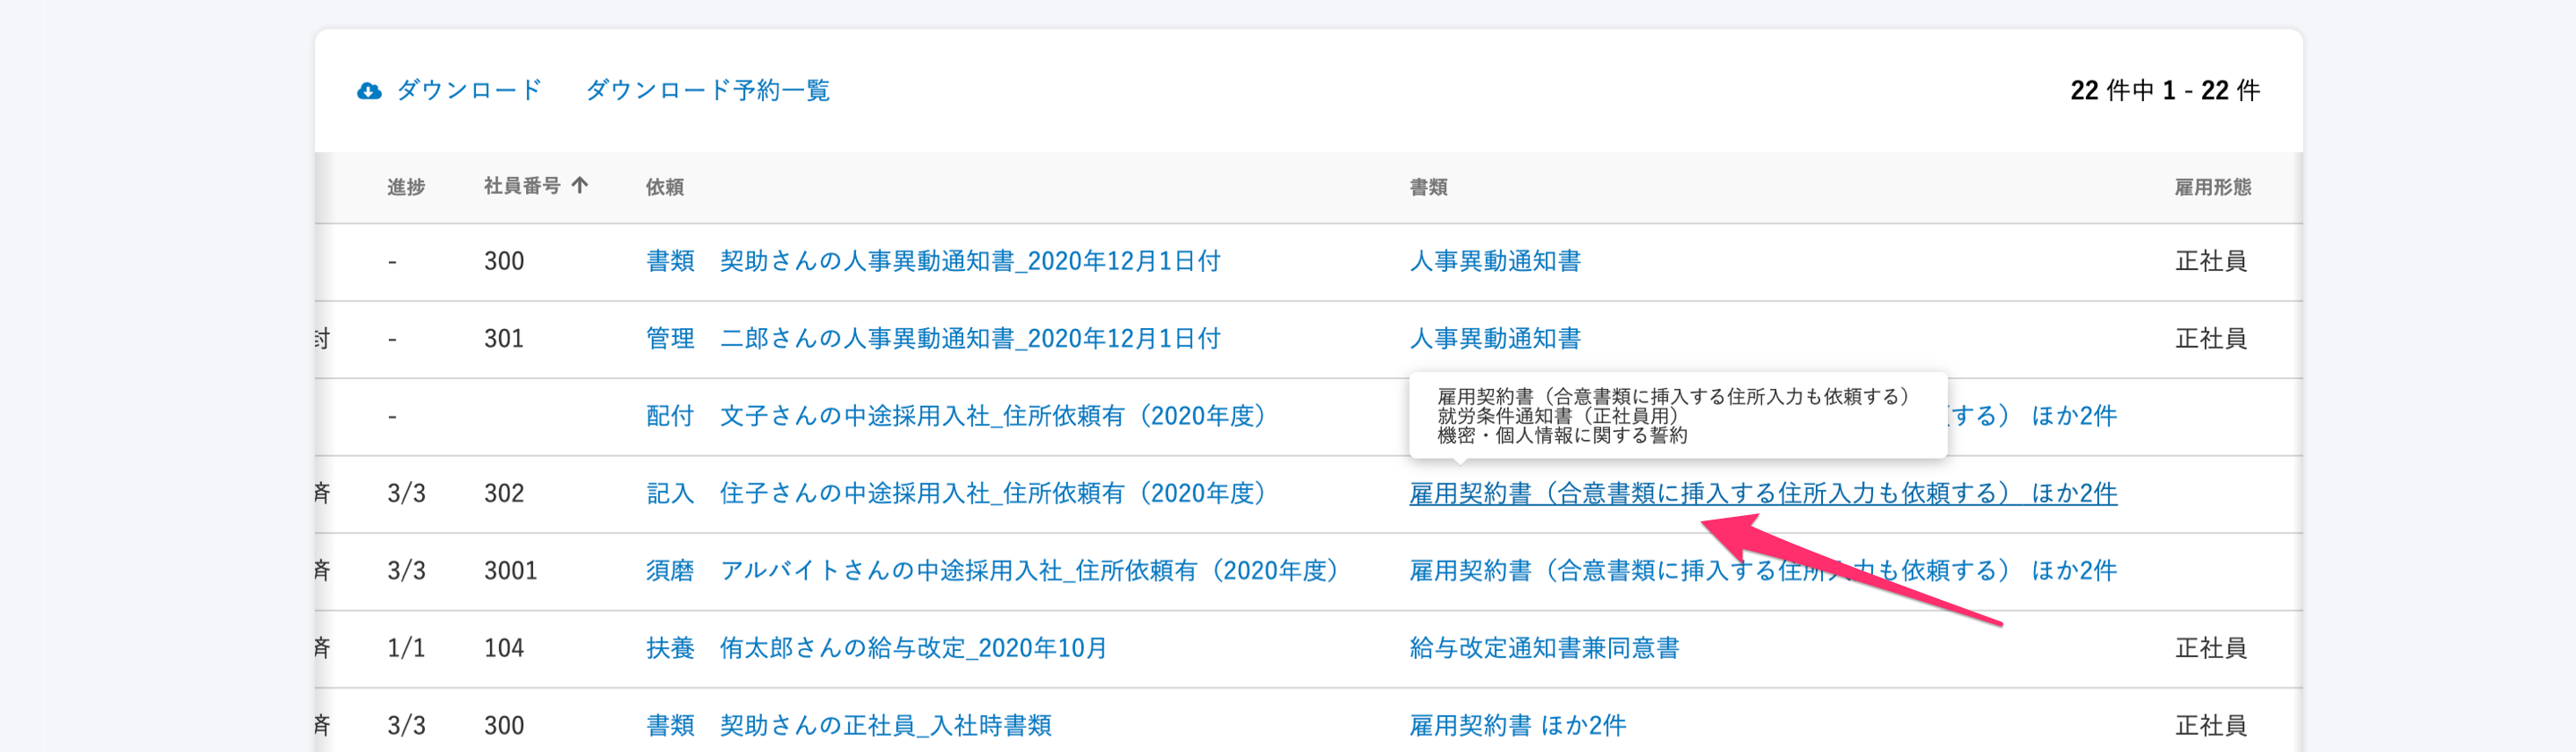 ダウンロード ダウンロード予約一覧 22 件中 1 - 22 件
進捗 社員番号 依頼 書類 雇用形態
- 300 書類 契助さんの人事異動通知書_2020年12月1日付 人事異動通知書 正社員
- 301 管理 二郎さんの人事異動通知書_2020年12月1日付 人事異動通知書 正社員
雇用契約書（合意書類に挿入する住所入力も依頼する）
就労条件通知書（正社員用）
機密・個人情報に関する誓約
- 配付 文子さんの中途採用入社_住所依頼有（2020年度） する） ほか2件
済 3/3 302 記入 住子さんの中途採用入社_住所依頼有（2020年度） 雇用契約書（合意書類に挿入する住所入力も依頼する） ほか2件
済 3/3 3001 須磨 アルバイトさんの中途採用入社_住所依頼有（2020年度） 雇用契約書（合意書類に挿入する住所入力も依頼する） ほか2件
済 1/1 104 扶養 侑太郎さんの給与改定_2020年10月 給与改定通知書兼同意書 正社員
済 3/3 300 書類 契助さんの正社員_入社時書類 雇用契約書 ほか2件 正社員